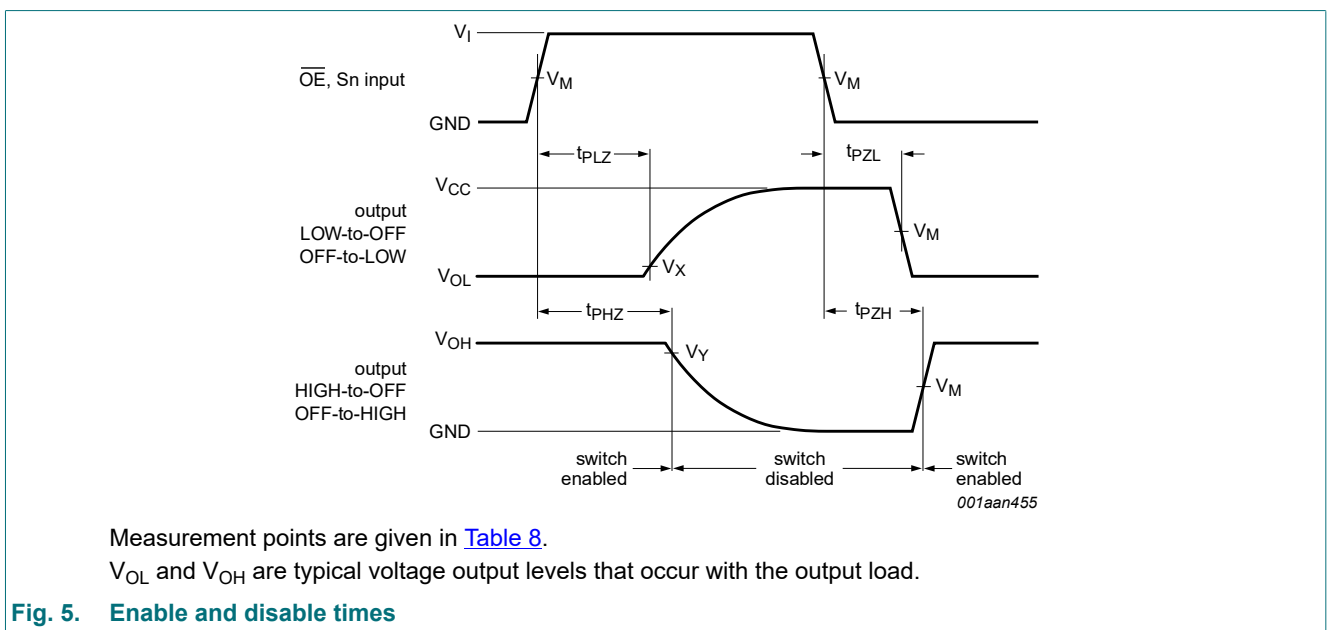 V_I
O̅E̅, Sn input
V_M
V_M
GND
t_PLZ
t_PZL
V_CC
output
LOW-to-OFF
OFF-to-LOW
V_M
V_X
V_OL
t_PHZ
t_PZH
V_OH
V_Y
output
HIGH-to-OFF
OFF-to-HIGH
V_M
GND
switch
enabled
switch
disabled
switch
enabled
001aan455
Measurement points are given in Table 8.
V_OL and V_OH are typical voltage output levels that occur with the output load.
Fig. 5. Enable and disable times